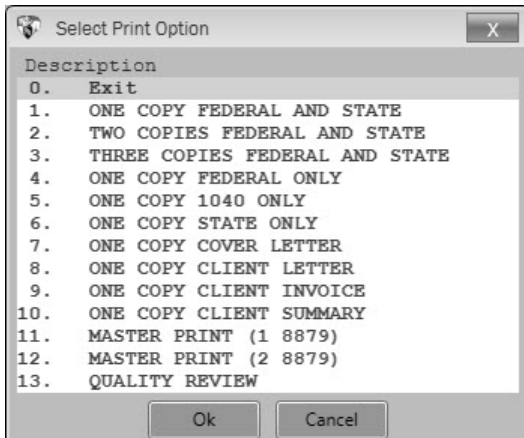 Select Print Option X
Description
0. Exit
1. ONE COPY FEDERAL AND STATE
2. TWO COPIES FEDERAL AND STATE
3. THREE COPIES FEDERAL AND STATE
4. ONE COPY FEDERAL ONLY
5. ONE COPY 1040 ONLY
6. ONE COPY STATE ONLY
7. ONE COPY COVER LETTER
8. ONE COPY CLIENT LETTER
9. ONE COPY CLIENT INVOICE
10. ONE COPY CLIENT SUMMARY
11. MASTER PRINT (1 8879)
12. MASTER PRINT (2 8879)
13. QUALITY REVIEW
Ok Cancel